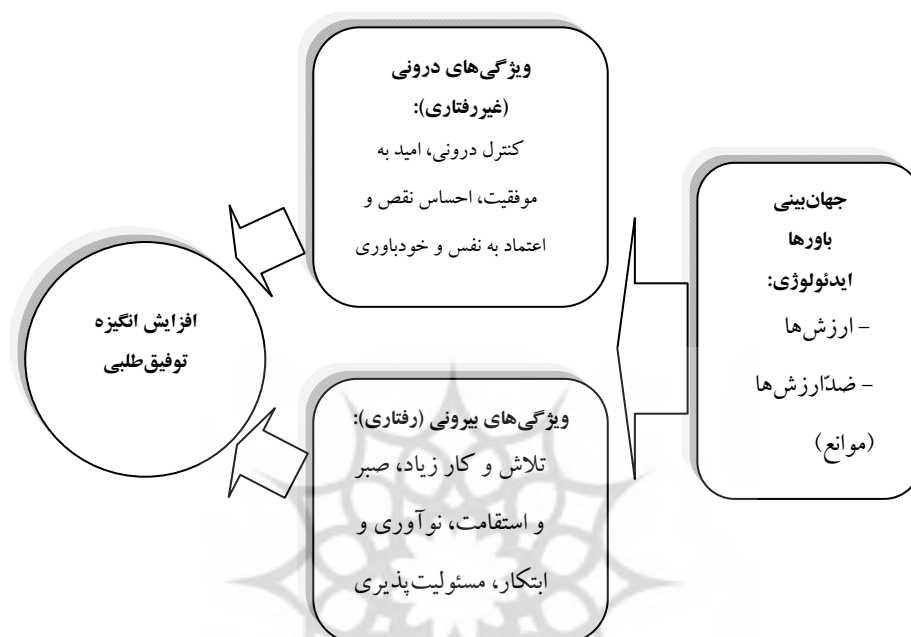 جهان‌بینی
باورها
ایدئولوژی:
- ارزش‌ها
- ضدّارزش‌ها
(موانع)
ویژگی‌های درونی
(غیررفتاری):
کنترل درونی، امید به
موفقیت، احساس نقص و
اعتماد به نفس و خودباوری
ویژگی‌های بیرونی (رفتاری):
تلاش و کار زیاد، صبر
و استقامت، نوآوری و
ابتکار، مسئولیت‌پذیری
افزایش انگیزه
توفیق‌طلبی